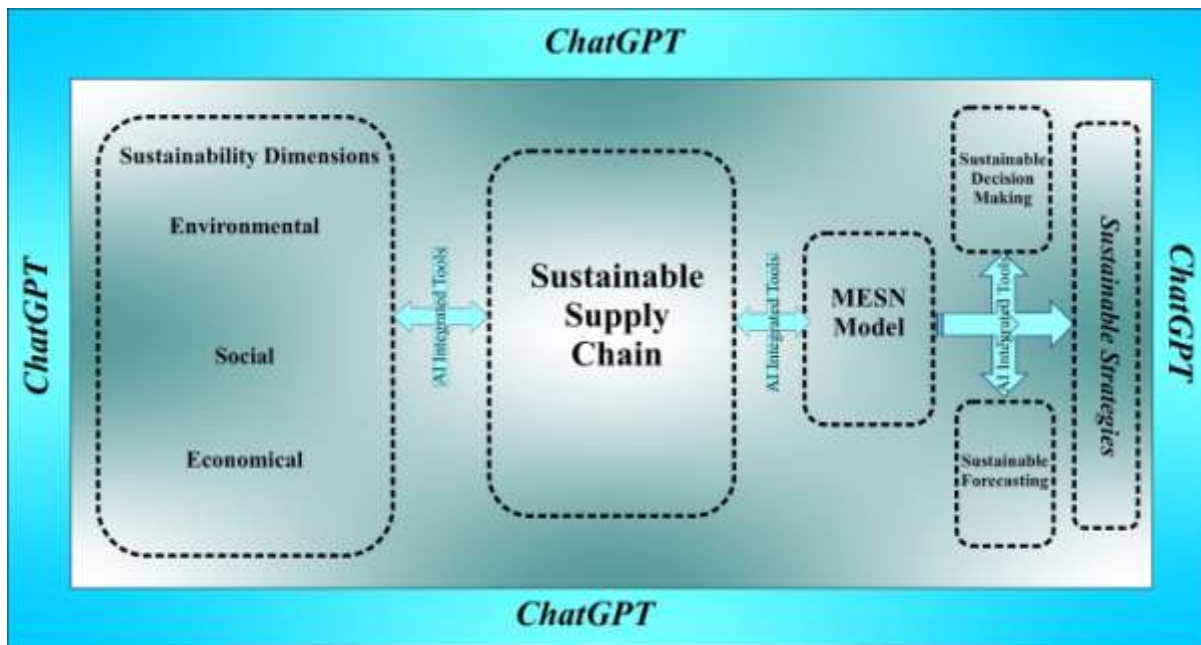 ChatGPT
ChatGPT
Sustainability Dimensions
Environmental
Social
Economical
AI Integrated Tools
Sustainable
Supply
Chain
AI Integrated Tools
MESN
Model
Sustainable
Decision
Making
AI Integrated Tools
Sustainable
Forecasting
Sustainable Strategies
ChatGPT
ChatGPT